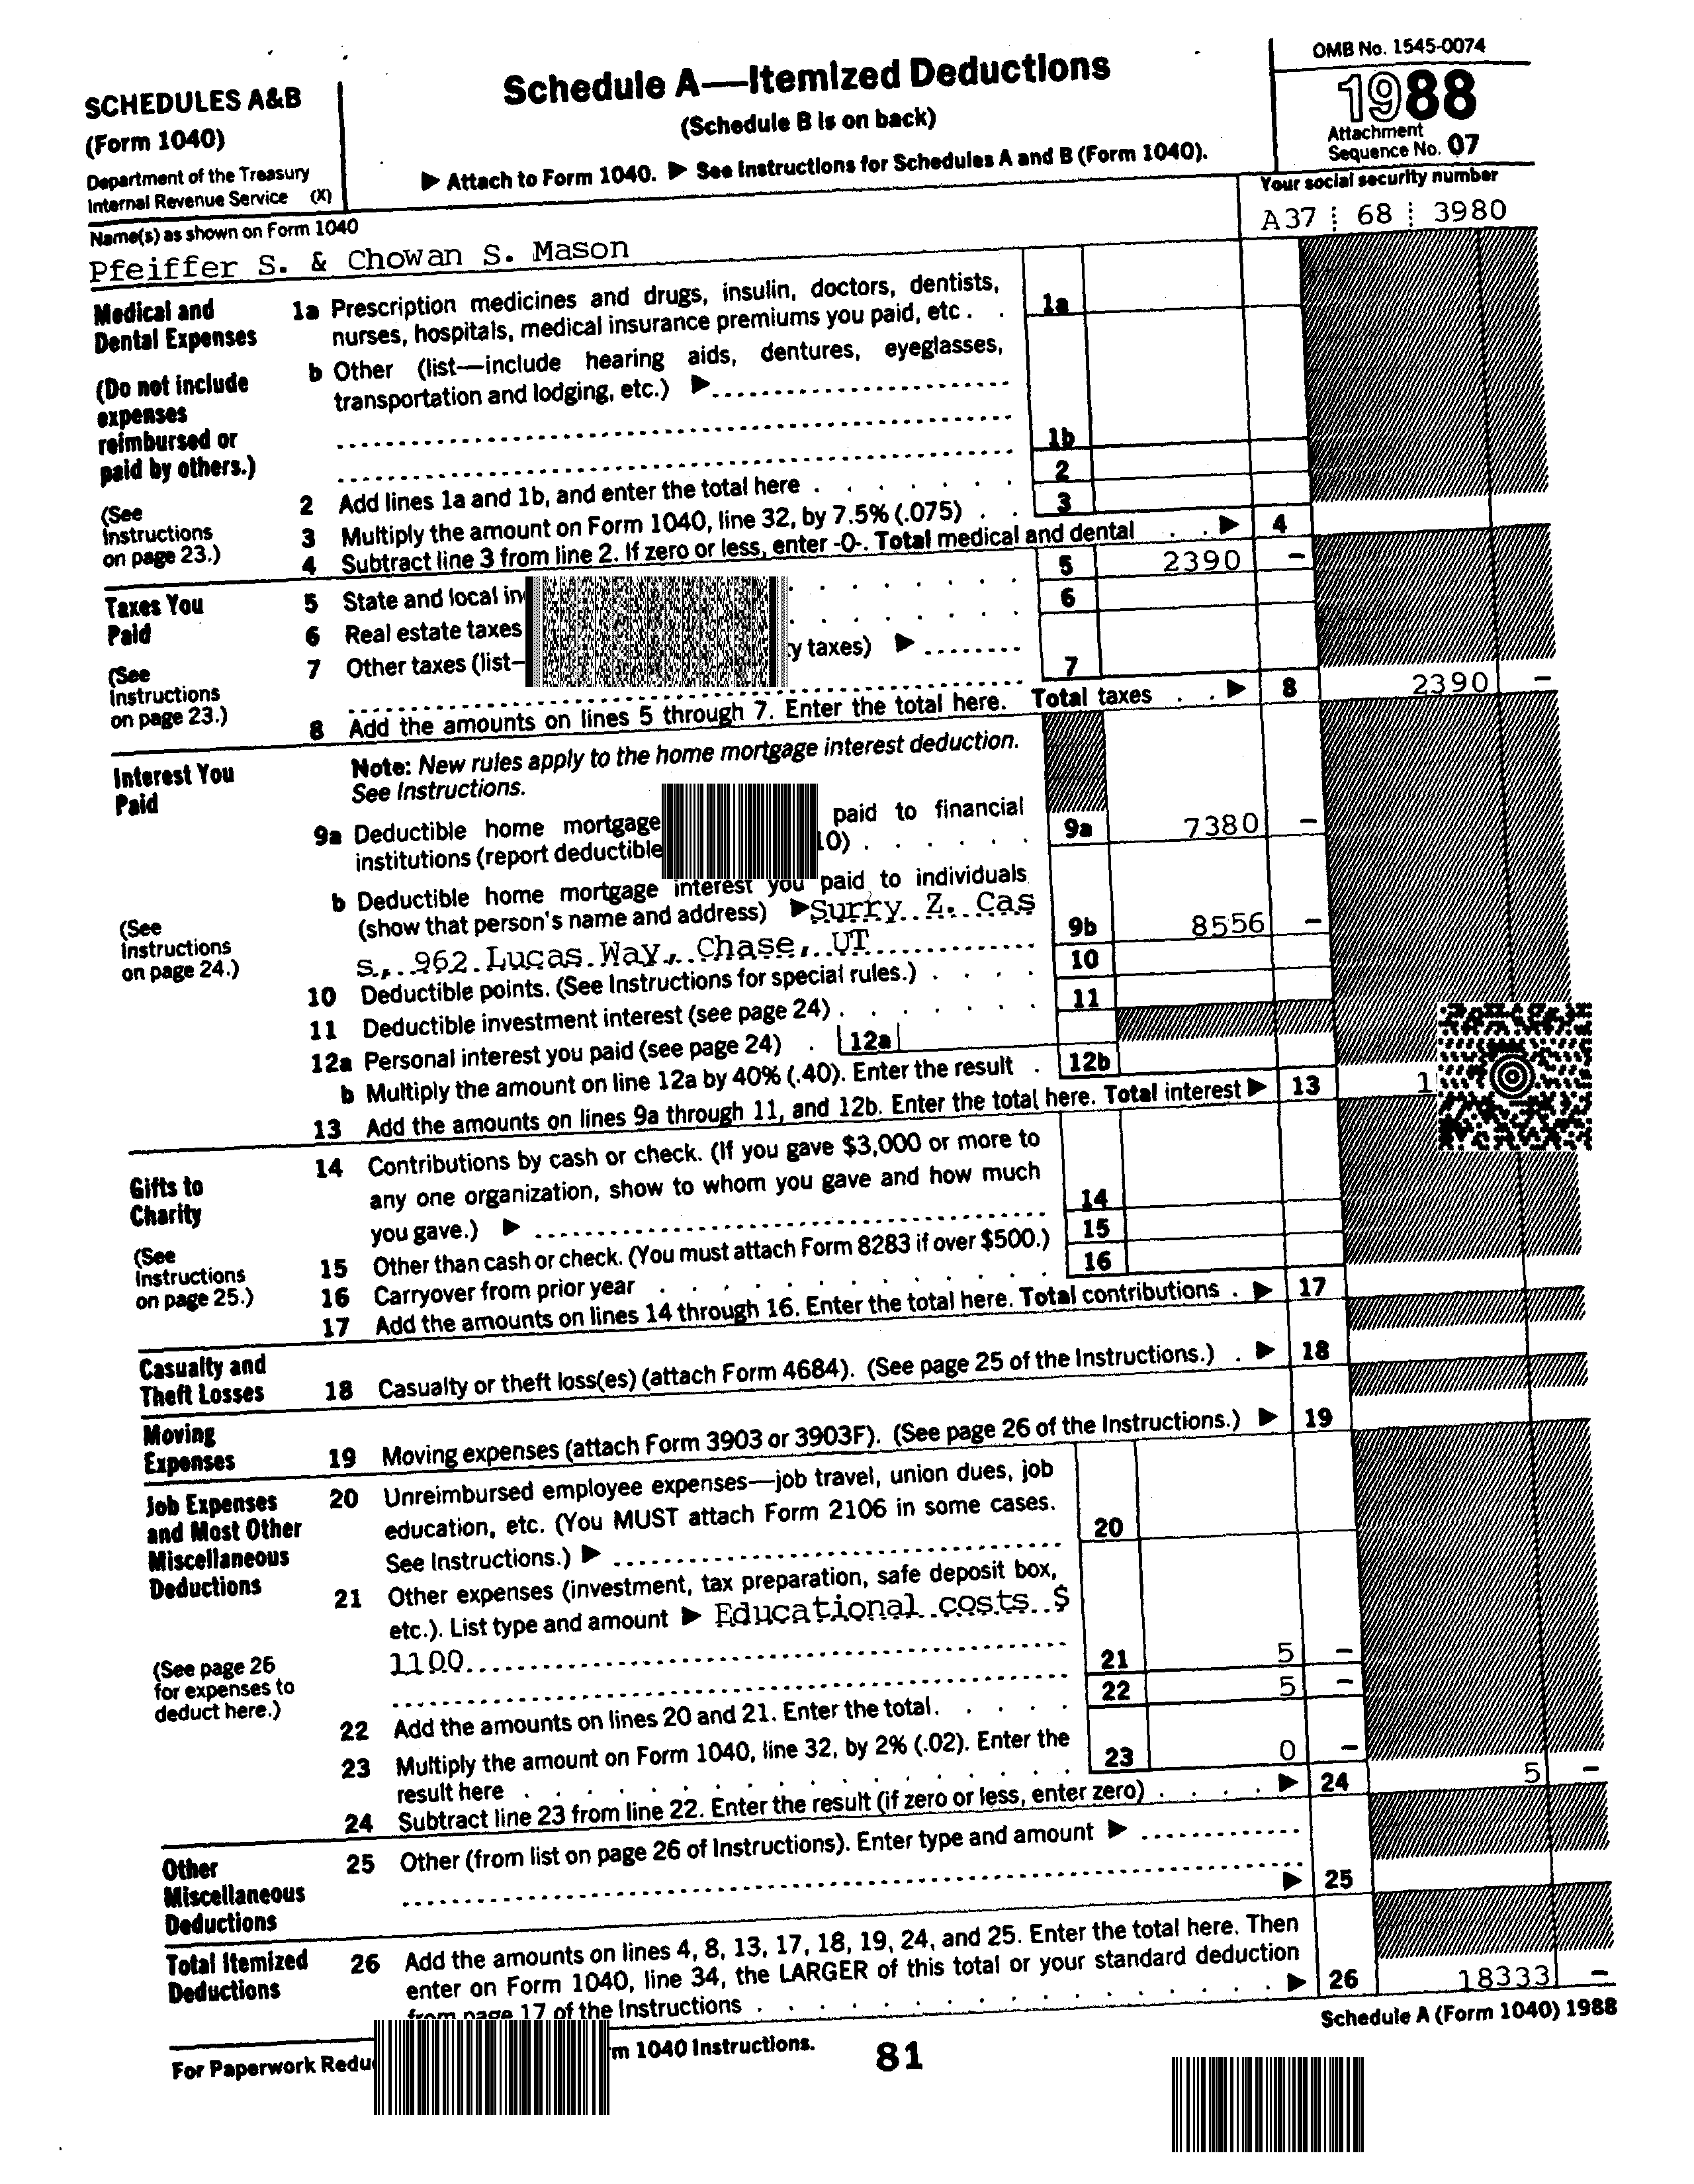 SCHEDULES A&B
(Form 1040)
Department of the Treasury
Internal Revenue Service (X)
Schedule A—Itemized Deductions
(Schedule B is on back)
▶ Attach to Form 1040. ▶ See Instructions for Schedules A and B (Form 1040).
OMB No. 1545-0074
1988
Attachment
Sequence No. 07
Name(s) as shown on Form 1040
Pfeiffer S. & Chowan S. Mason
Your social security number
A37 68 3980
Medical and
Dental Expenses
(Do not include
expenses
reimbursed or
paid by others.)
(See
Instructions
on page 23.)
1a Prescription medicines and drugs, insulin, doctors, dentists,
nurses, hospitals, medical insurance premiums you paid, etc . . 1a
b Other (list—include hearing aids, dentures, eyeglasses,
transportation and lodging, etc.) ▶
1b
2 Add lines 1a and 1b, and enter the total here . . . . . . . 2
3 Multiply the amount on Form 1040, line 32, by 7.5% (.075) . . 3
4 Subtract line 3 from line 2. If zero or less, enter -0-. Total medical and dental . . ▶ 4
Taxes You
Paid
(See
Instructions
on page 23.)
5 State and local in . . . . . . . 5 2390 —
6 Real estate taxes . . . . . . . 6
7 Other taxes (list— y taxes) ▶
7
8 Add the amounts on lines 5 through 7. Enter the total here. Total taxes . . ▶ 8 2390 —
Interest You
Paid
(See
Instructions
on page 24.)
Note: New rules apply to the home mortgage interest deduction.
See Instructions.
9a Deductible home mortgage paid to financial
institutions (report deductible 10) . . . . . . 9a 7380 —
b Deductible home mortgage interest you paid to individuals
(show that person's name and address) ▶ Surry Z. Cas
s, 962 Lucas Way, Chase, UT 9b 8556 —
10 Deductible points. (See Instructions for special rules.) . . . . 10
11 Deductible investment interest (see page 24) . . . . . . 11
12a Personal interest you paid (see page 24) . 12a
b Multiply the amount on line 12a by 40% (.40). Enter the result . 12b
13 Add the amounts on lines 9a through 11, and 12b. Enter the total here. Total interest ▶ 13 1
Gifts to
Charity
(See
Instructions
on page 25.)
14 Contributions by cash or check. (If you gave $3,000 or more to
any one organization, show to whom you gave and how much
you gave.) ▶ 14
15 Other than cash or check. (You must attach Form 8283 if over $500.) 15
16 Carryover from prior year . . . . . . . . . . . . 16
17 Add the amounts on lines 14 through 16. Enter the total here. Total contributions . ▶ 17
Casualty and
Theft Losses
18 Casualty or theft loss(es) (attach Form 4684). (See page 25 of the Instructions.) . ▶ 18
Moving
Expenses
19 Moving expenses (attach Form 3903 or 3903F). (See page 26 of the Instructions.) ▶ 19
Job Expenses
and Most Other
Miscellaneous
Deductions
(See page 26
for expenses to
deduct here.)
20 Unreimbursed employee expenses—job travel, union dues, job
education, etc. (You MUST attach Form 2106 in some cases.
See Instructions.) ▶ 20
21 Other expenses (investment, tax preparation, safe deposit box,
etc.). List type and amount ▶ Educational costs $
1100
21 5 —
22 Add the amounts on lines 20 and 21. Enter the total. . . . . 22 5 —
23 Multiply the amount on Form 1040, line 32, by 2% (.02). Enter the
result here . . . . . . . . . . . . . . . 23 0 —
24 Subtract line 23 from line 22. Enter the result (if zero or less, enter zero) . . . . ▶ 24 5 —
Other
Miscellaneous
Deductions
25 Other (from list on page 26 of Instructions). Enter type and amount ▶
▶ 25
Total Itemized
Deductions
26 Add the amounts on lines 4, 8, 13, 17, 18, 19, 24, and 25. Enter the total here. Then
enter on Form 1040, line 34, the LARGER of this total or your standard deduction
from page 17 of the Instructions . . . . . . . . . . . . . . . ▶ 26 18333 —
For Paperwork Redu m 1040 Instructions.
81
Schedule A (Form 1040) 1988